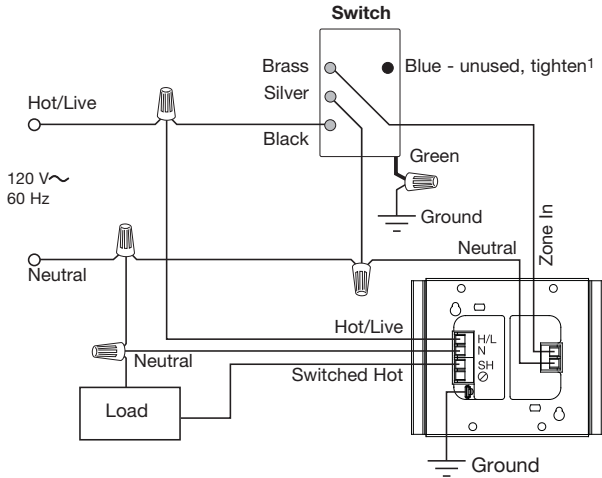 Switch
Brass
Blue - unused, tighten1
Silver
Hot/Live
Black
Green
120 V~
60 Hz
Ground
Zone In
Neutral
Neutral
Hot/Live
H/L
N
Neutral
SH
Switched Hot
Ø
Load
Ground